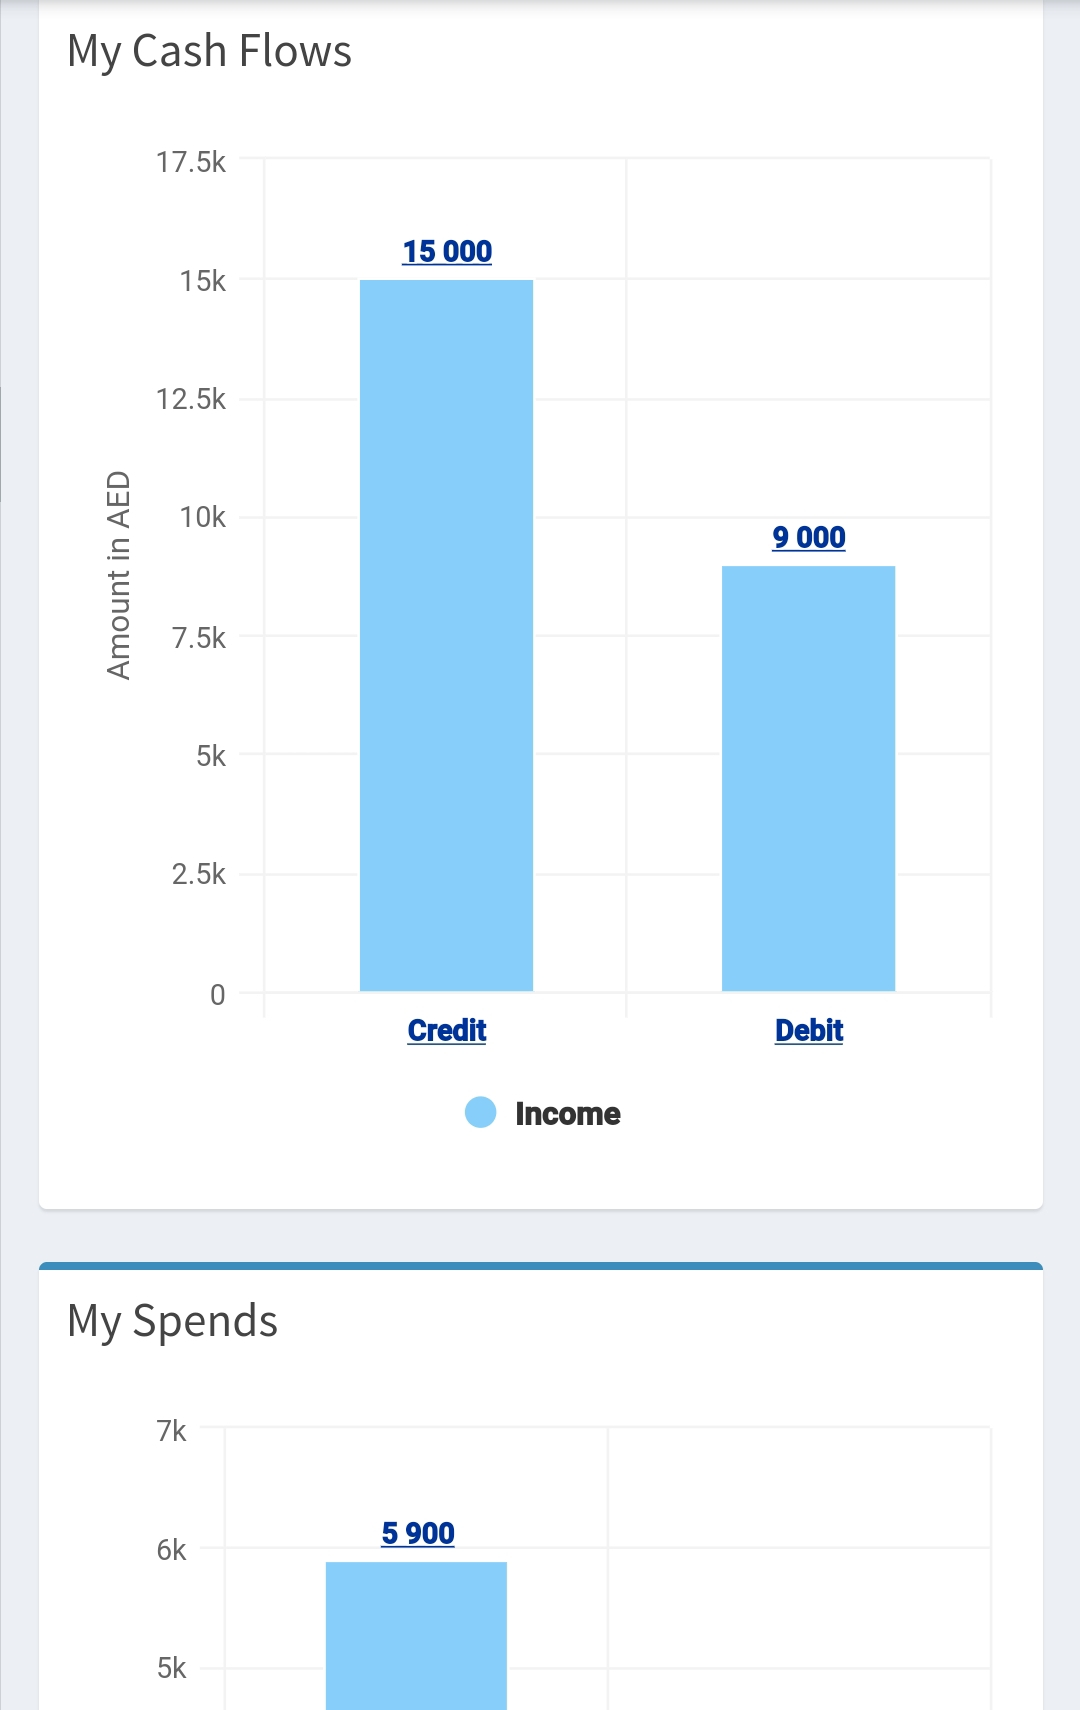 My Cash Flows
17.5k
15 000
15k
12.5k
Amount in AED
10k
9 000
7.5k
5k
2.5k
0
Credit
Debit
Income
My Spends
7k
5 900
6k
5k